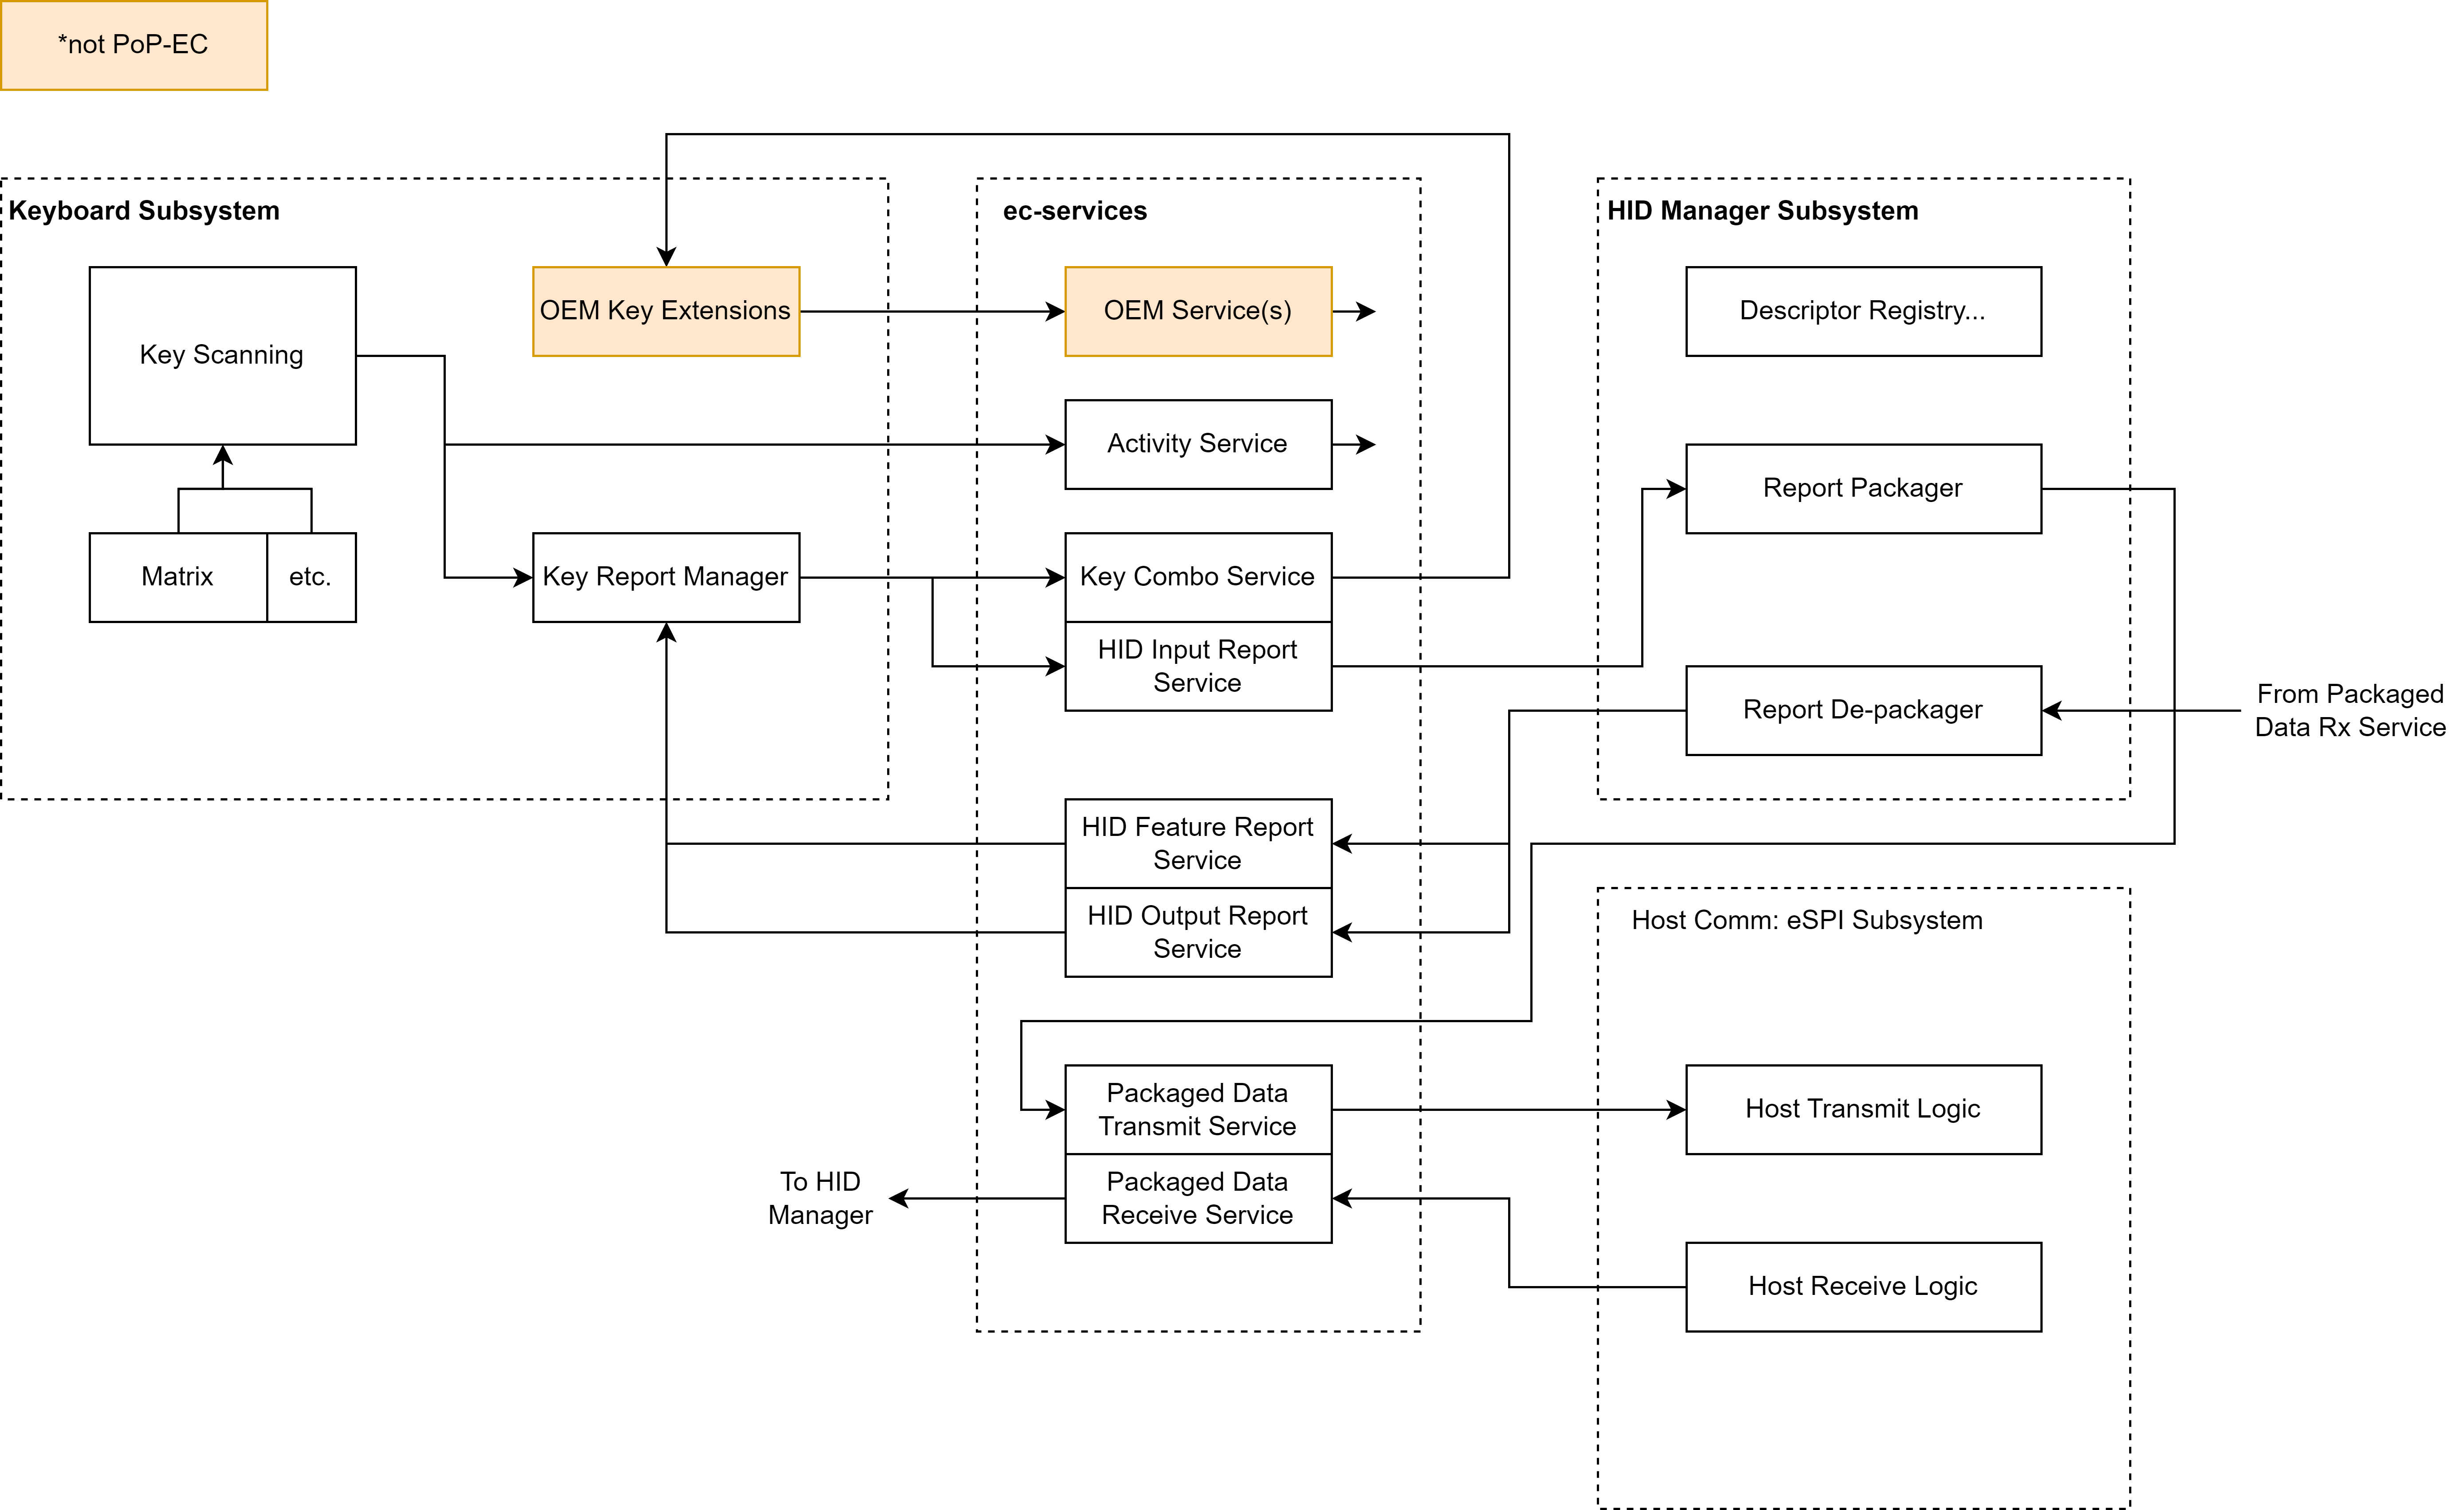 *not PoP-EC
Keyboard Subsystem
ec-services
HID Manager Subsystem
Key Scanning
OEM Key Extensions
OEM Service(s)
Descriptor Registry...
Activity Service
Report Packager
Matrix
etc.
Key Report Manager
Key Combo Service
HID Input Report
Service
Report De-packager
From Packaged
Data Rx Service
HID Feature Report
Service
HID Output Report
Service
Host Comm: eSPI Subsystem
Packaged Data
Transmit Service
Host Transmit Logic
To HID
Manager
Packaged Data
Receive Service
Host Receive Logic